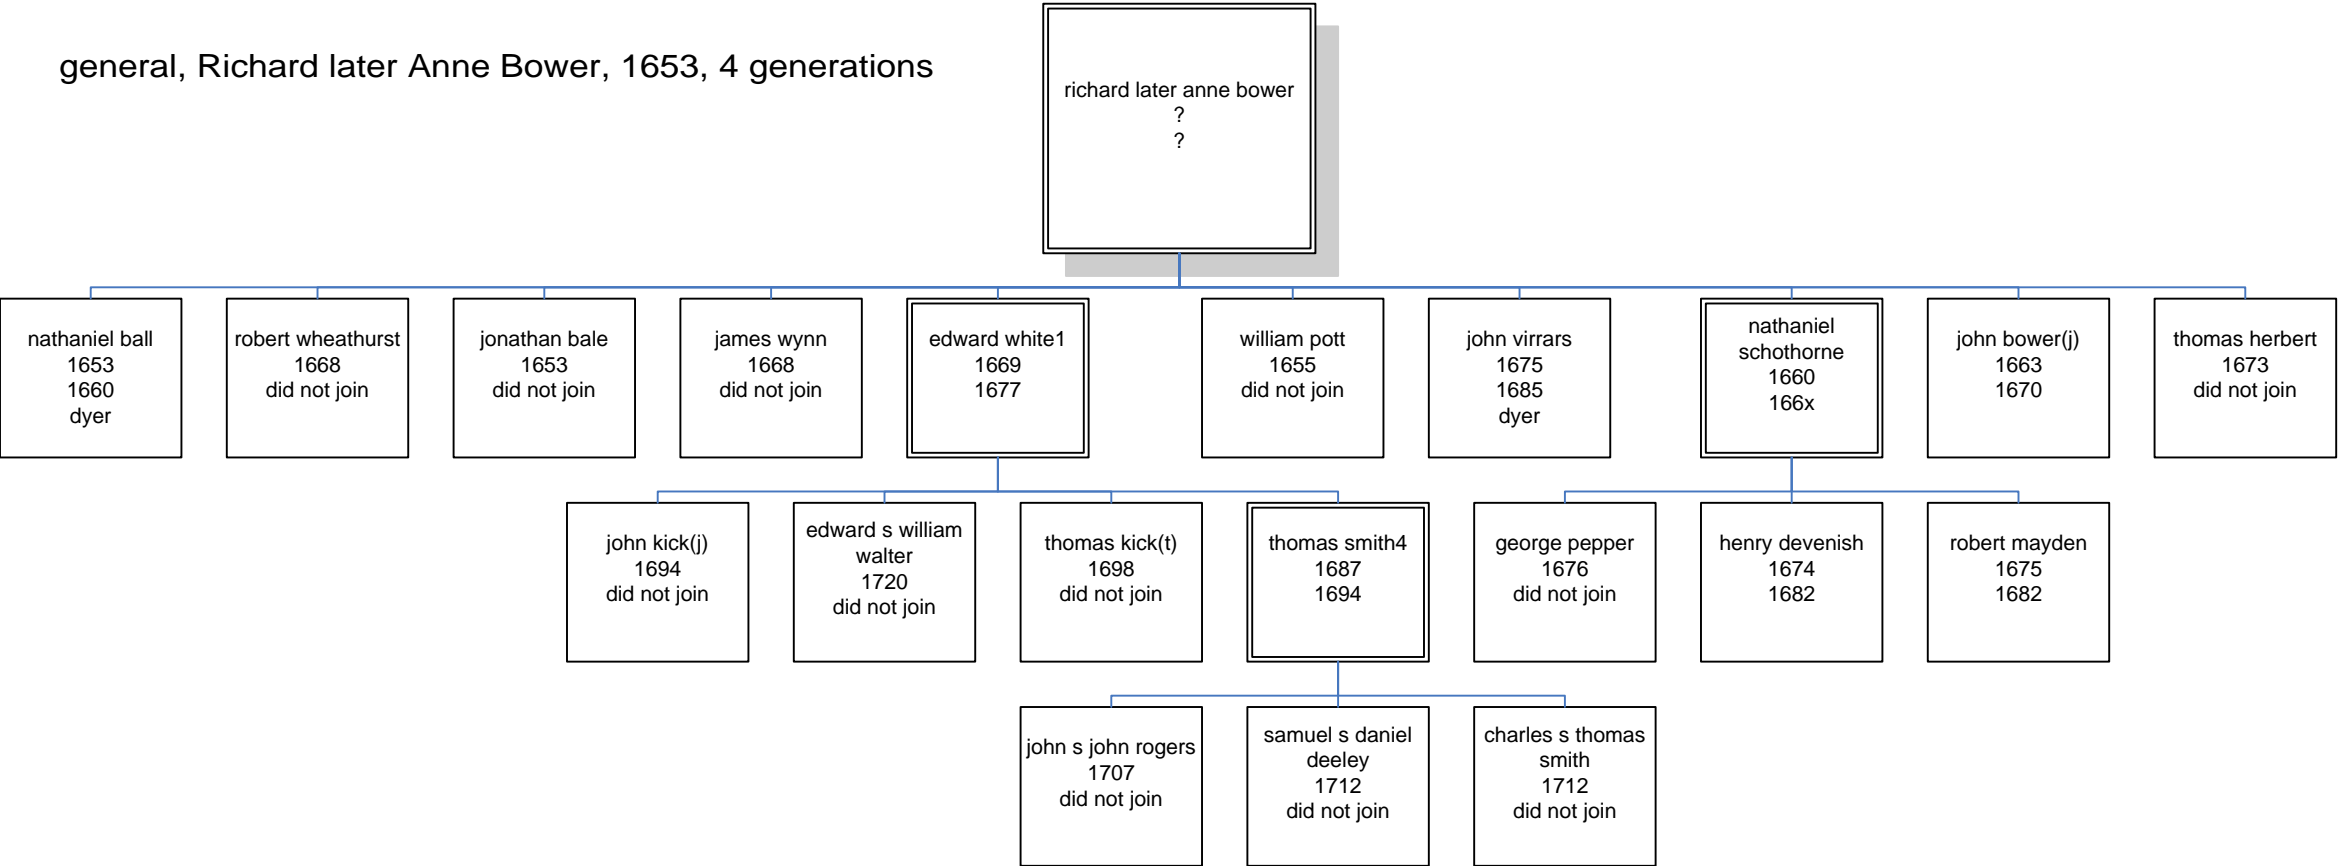 general, Richard later Anne Bower, 1653, 4 generations
richard later anne bower
?
?
nathaniel ball
1653
1660
dyer
robert wheathurst
1668
did not join
jonathan bale
1653
did not join
james wynn
1668
did not join
edward white1
1669
1677
william pott
1655
did not join
john virrars
1675
1685
dyer
nathaniel
schothorne
1660
166x
john bower(j)
1663
1670
thomas herbert
1673
did not join
john kick(j)
1694
did not join
edward s william
walter
1720
did not join
thomas kick(t)
1698
did not join
thomas smith4
1687
1694
george pepper
1676
did not join
henry devenish
1674
1682
robert mayden
1675
1682
john s john rogers
1707
did not join
samuel s daniel
deeley
1712
did not join
charles s thomas
smith
1712
did not join